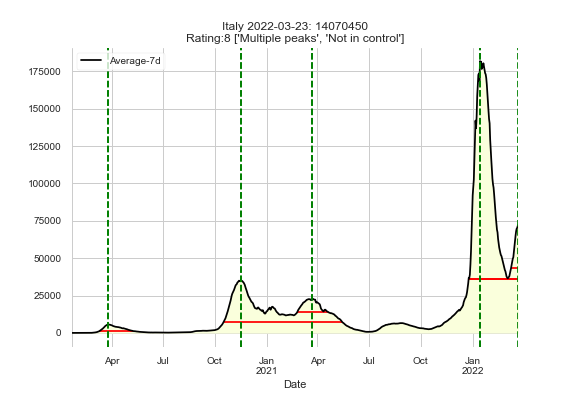 Italy 2022-03-23: 14070450
Rating:8 ['Multiple peaks', 'Not in control']
Average-7d
175000
150000
125000
100000
75000
50000
25000
0
Apr Jul Oct Jan Apr Jul Oct Jan
2021 2022
Date